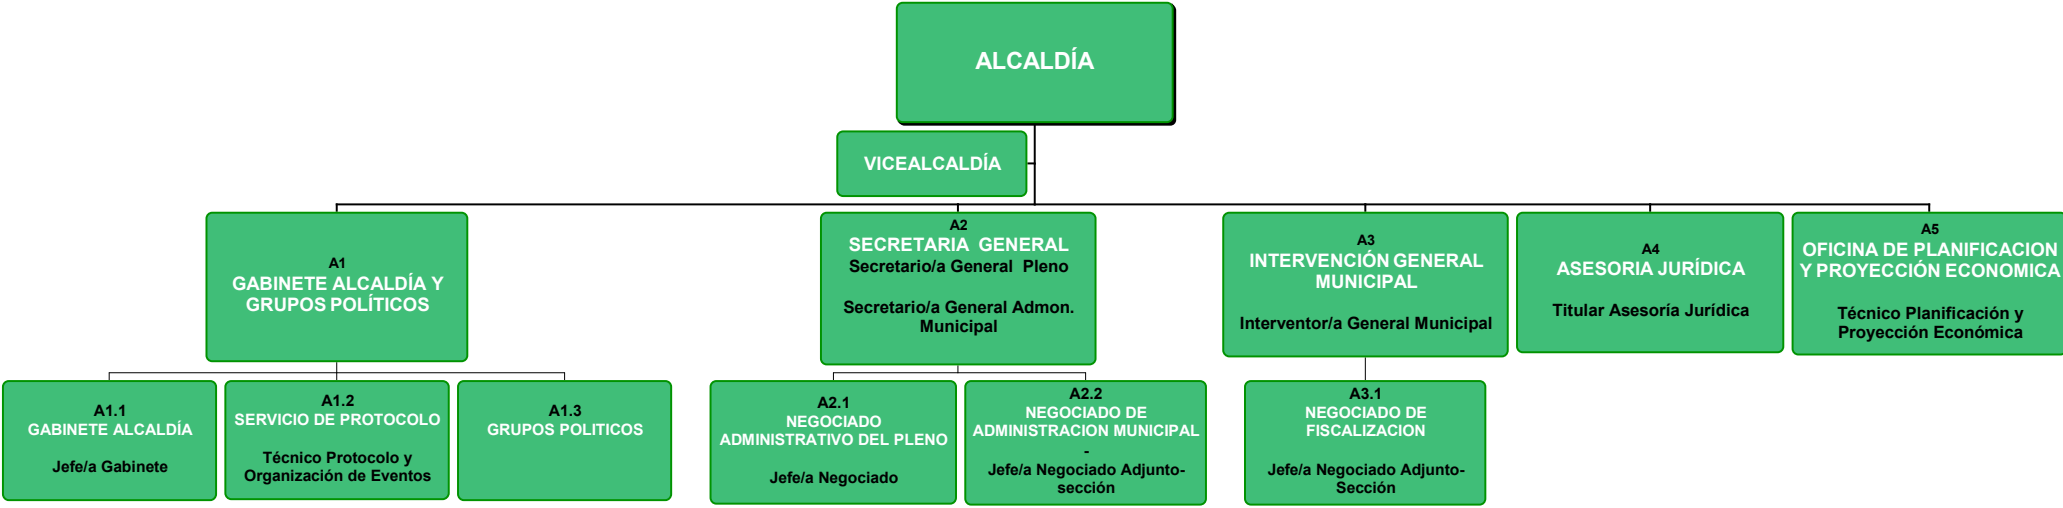 ALCALDÍA
VICEALCALDÍA
A1
GABINETE ALCALDÍA Y
GRUPOS POLÍTICOS
A2
SECRETARIA GENERAL
Secretario/a General Pleno
Secretario/a General Admon.
Municipal
A3
INTERVENCIÓN GENERAL
MUNICIPAL
Interventor/a General Municipal
A4
ASESORIA JURÍDICA
Titular Asesoría Jurídica
A5
OFICINA DE PLANIFICACION
Y PROYECCIÓN ECONOMICA
Técnico Planificación y
Proyección Económica
A1.1
GABINETE ALCALDÍA
Jefe/a Gabinete
A1.2
SERVICIO DE PROTOCOLO
Técnico Protocolo y
Organización de Eventos
A1.3
GRUPOS POLITICOS
A2.1
NEGOCIADO
ADMINISTRATIVO DEL PLENO
Jefe/a Negociado
A2.2
NEGOCIADO DE
ADMINISTRACION MUNICIPAL
-
Jefe/a Negociado Adjunto-
sección
A3.1
NEGOCIADO DE
FISCALIZACION
Jefe/a Negociado Adjunto-
Sección